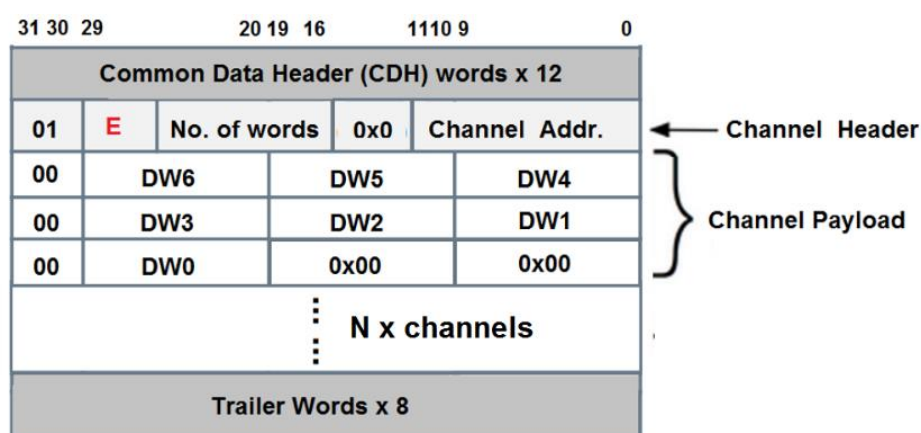 31 30 29 20 19 16 1110 9 0
Common Data Header (CDH) words x 12
01 E No. of words 0x0 Channel Addr. Channel Header
00 DW6 DW5 DW4
00 DW3 DW2 DW1 Channel Payload
00 DW0 0x00 0x00
N x channels
Trailer Words x 8